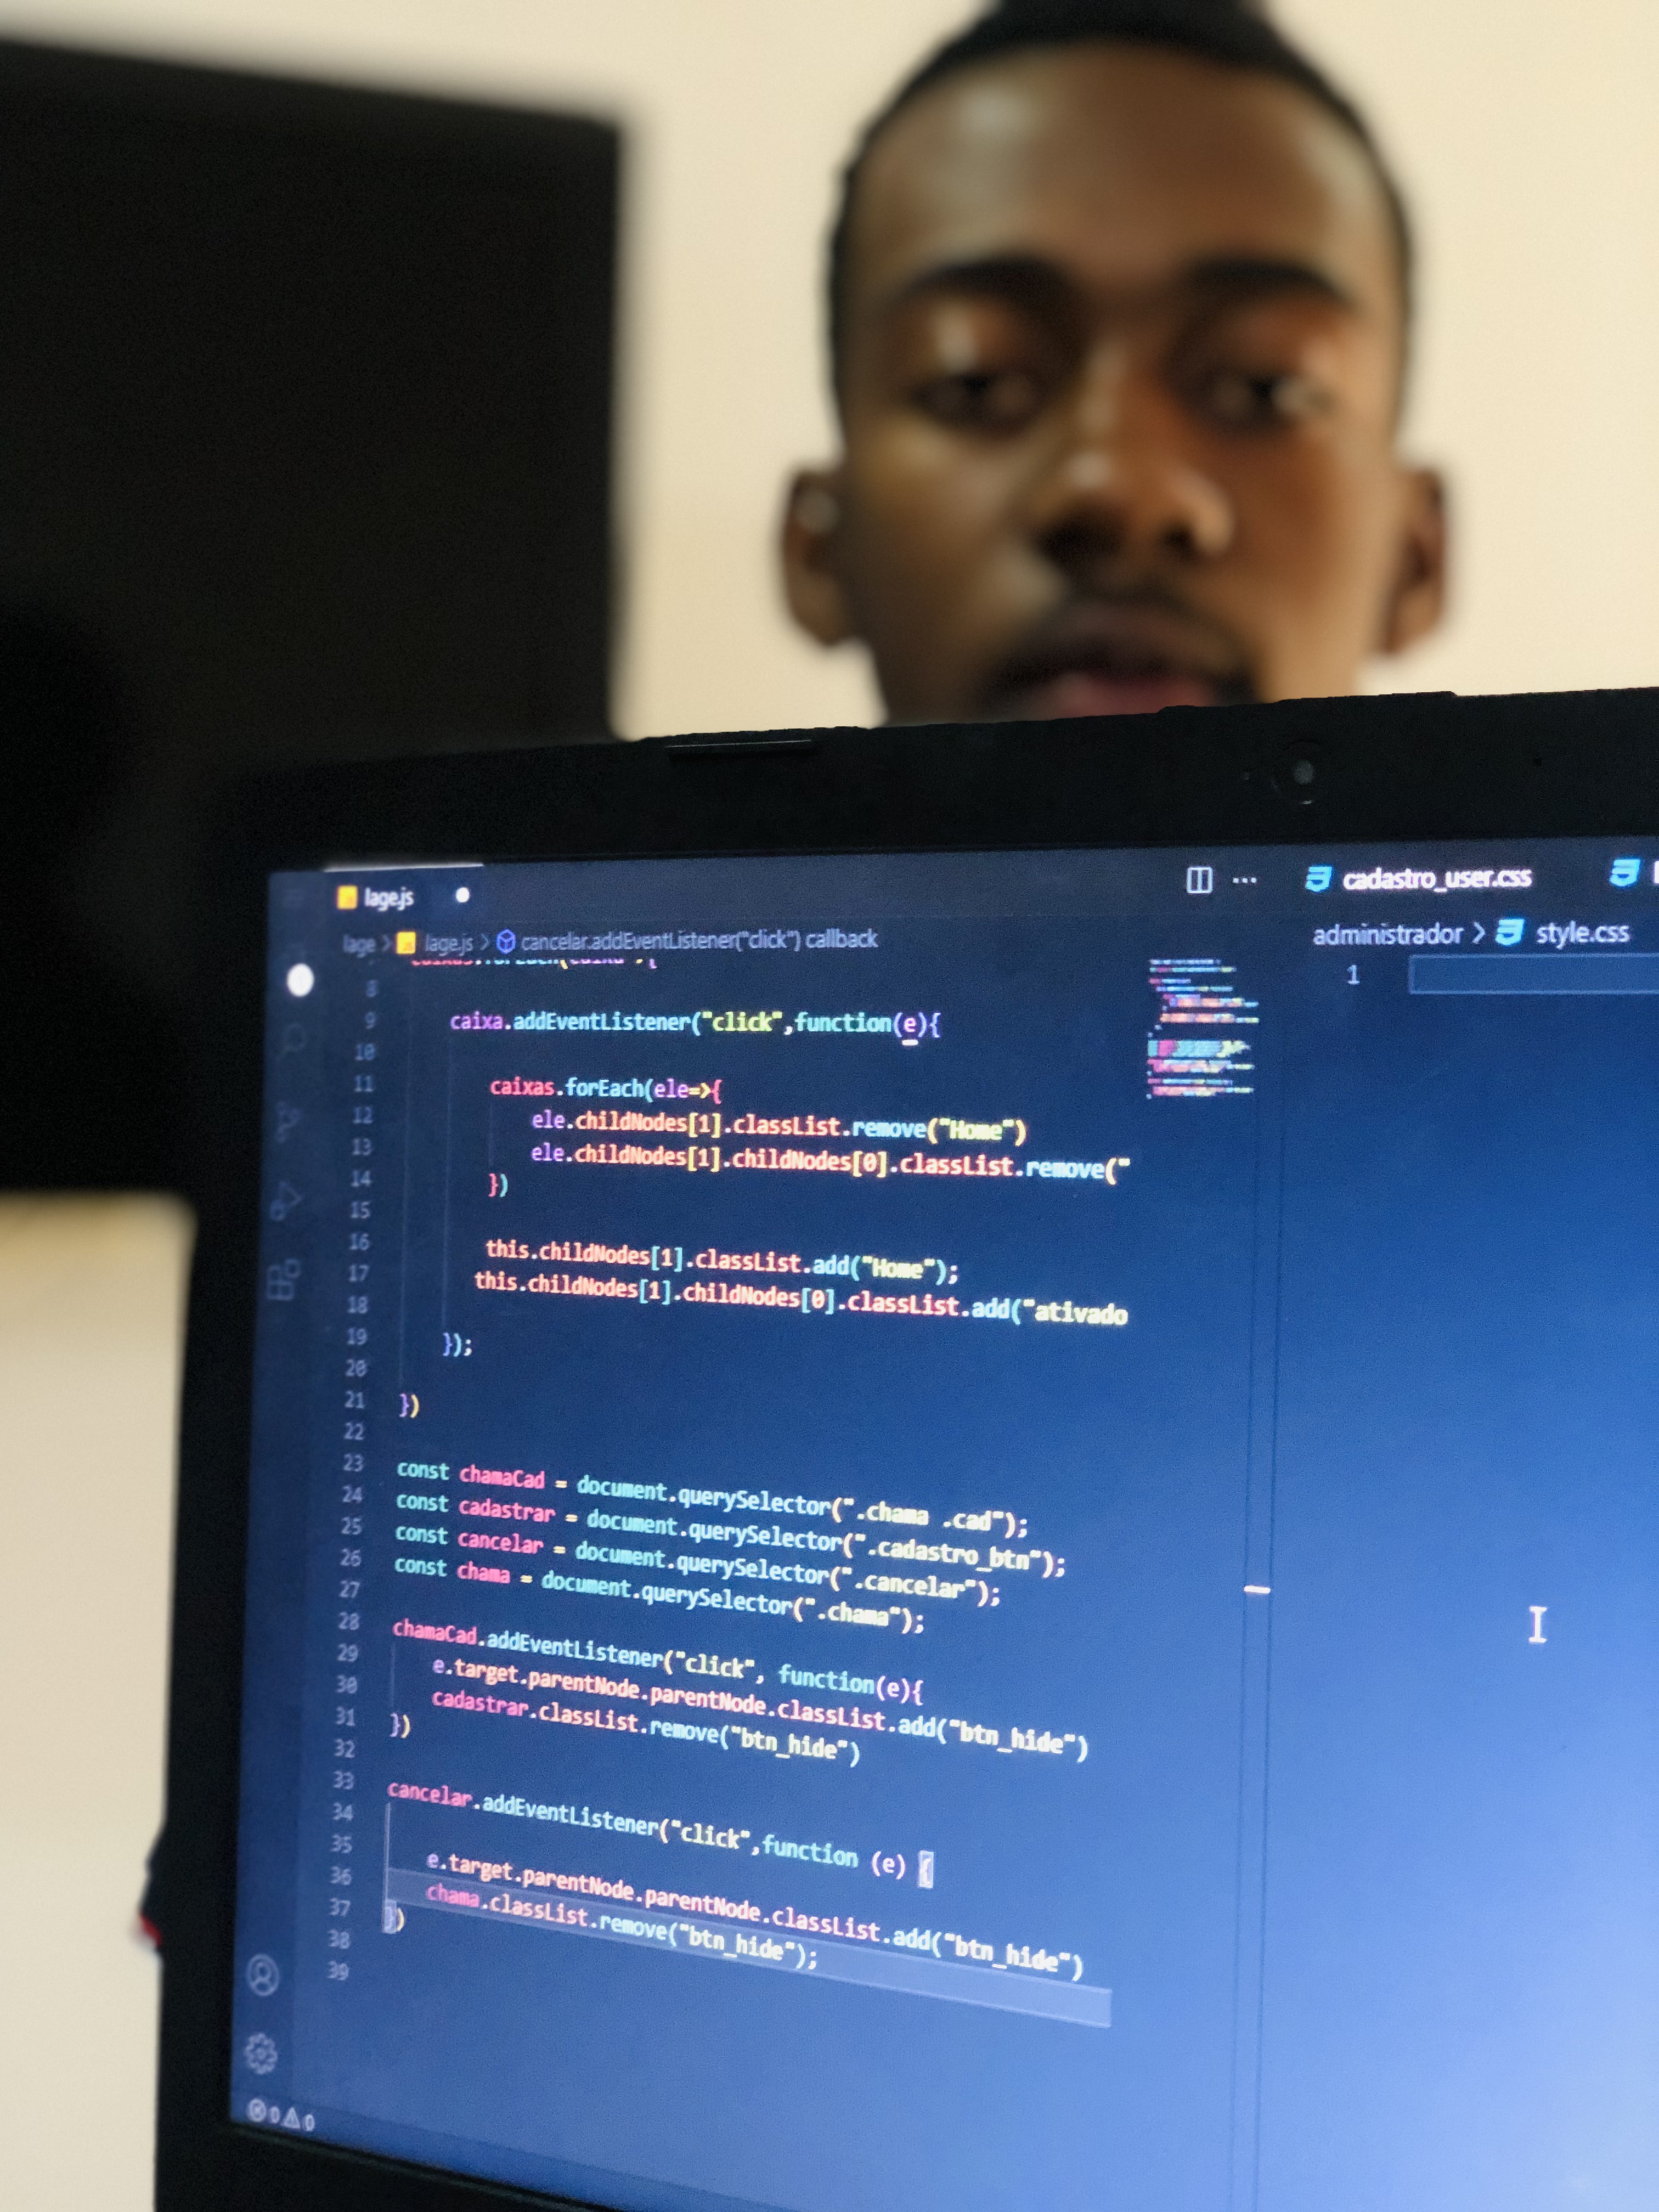 lage.js
cadastro_user.css
lage > lage.js > cancelar.addEventListener("click") callback
administrador > style.css
1
8
9 caixa.addEventListener("click",function(e){
10
11 caixas.forEach(ele=>{
12 ele.childNodes[1].classList.remove("Home")
13 ele.childNodes[1].childNodes[0].classList.remove("
14 })
15
16 this.childNodes[1].classList.add("Home");
17 this.childNodes[1].childNodes[0].classList.add("ativado
18
19 });
20
21 })
22
23 const chamaCad = document.querySelector(".chama .cad");
24 const cadastrar = document.querySelector(".cadastro_btn");
25 const cancelar = document.querySelector(".cancelar");
26 const chama = document.querySelector(".chama");
27
28 chamaCad.addEventListener("click", function(e){
29 e.target.parentNode.parentNode.classList.add("btn_hide")
30 cadastrar.classList.remove("btn_hide")
31 })
32
33 cancelar.addEventListener("click",function (e) {
34
35 e.target.parentNode.parentNode.classList.add("btn_hide")
36 chama.classList.remove("btn_hide");
37 })
38
39
0 0